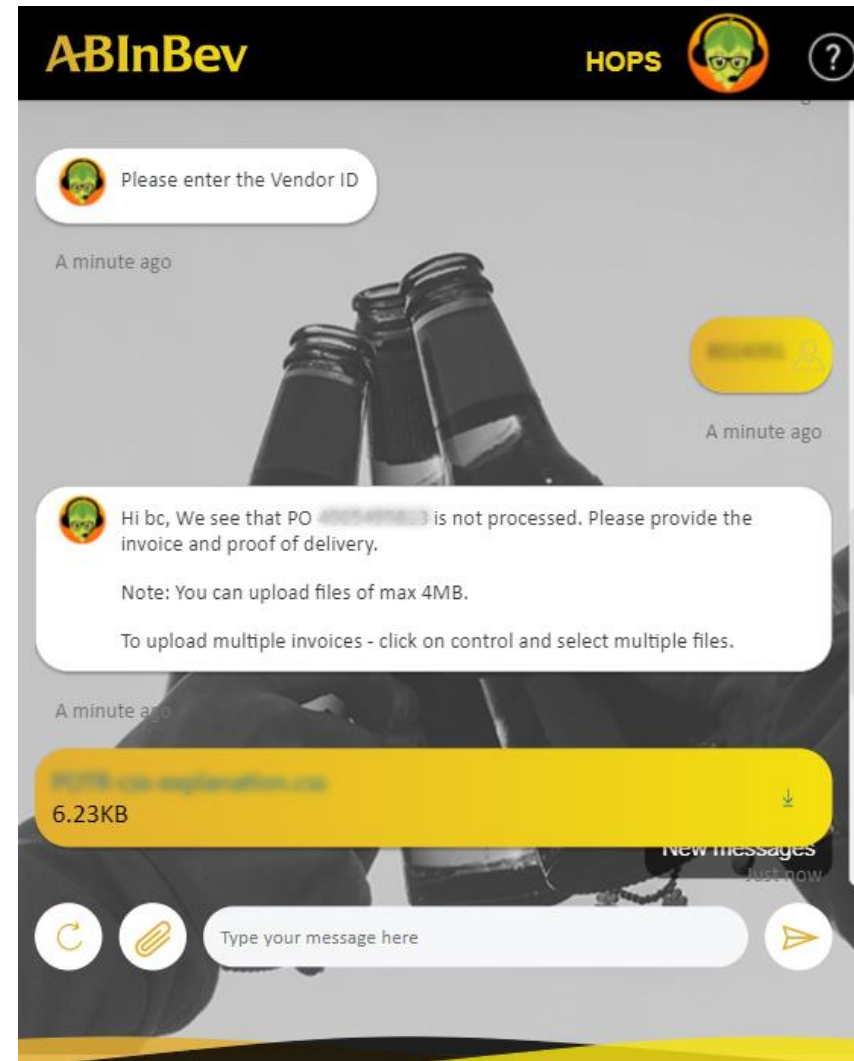 ABInBev
HOPS
?
Please enter the Vendor ID
A minute ago
A minute ago
Hi bc, We see that PO is not processed. Please provide the
invoice and proof of delivery.
Note: You can upload files of max 4MB.
To upload multiple invoices - click on control and select multiple files.
A minute ago
6.23KB
New messages
Just now
Type your message here